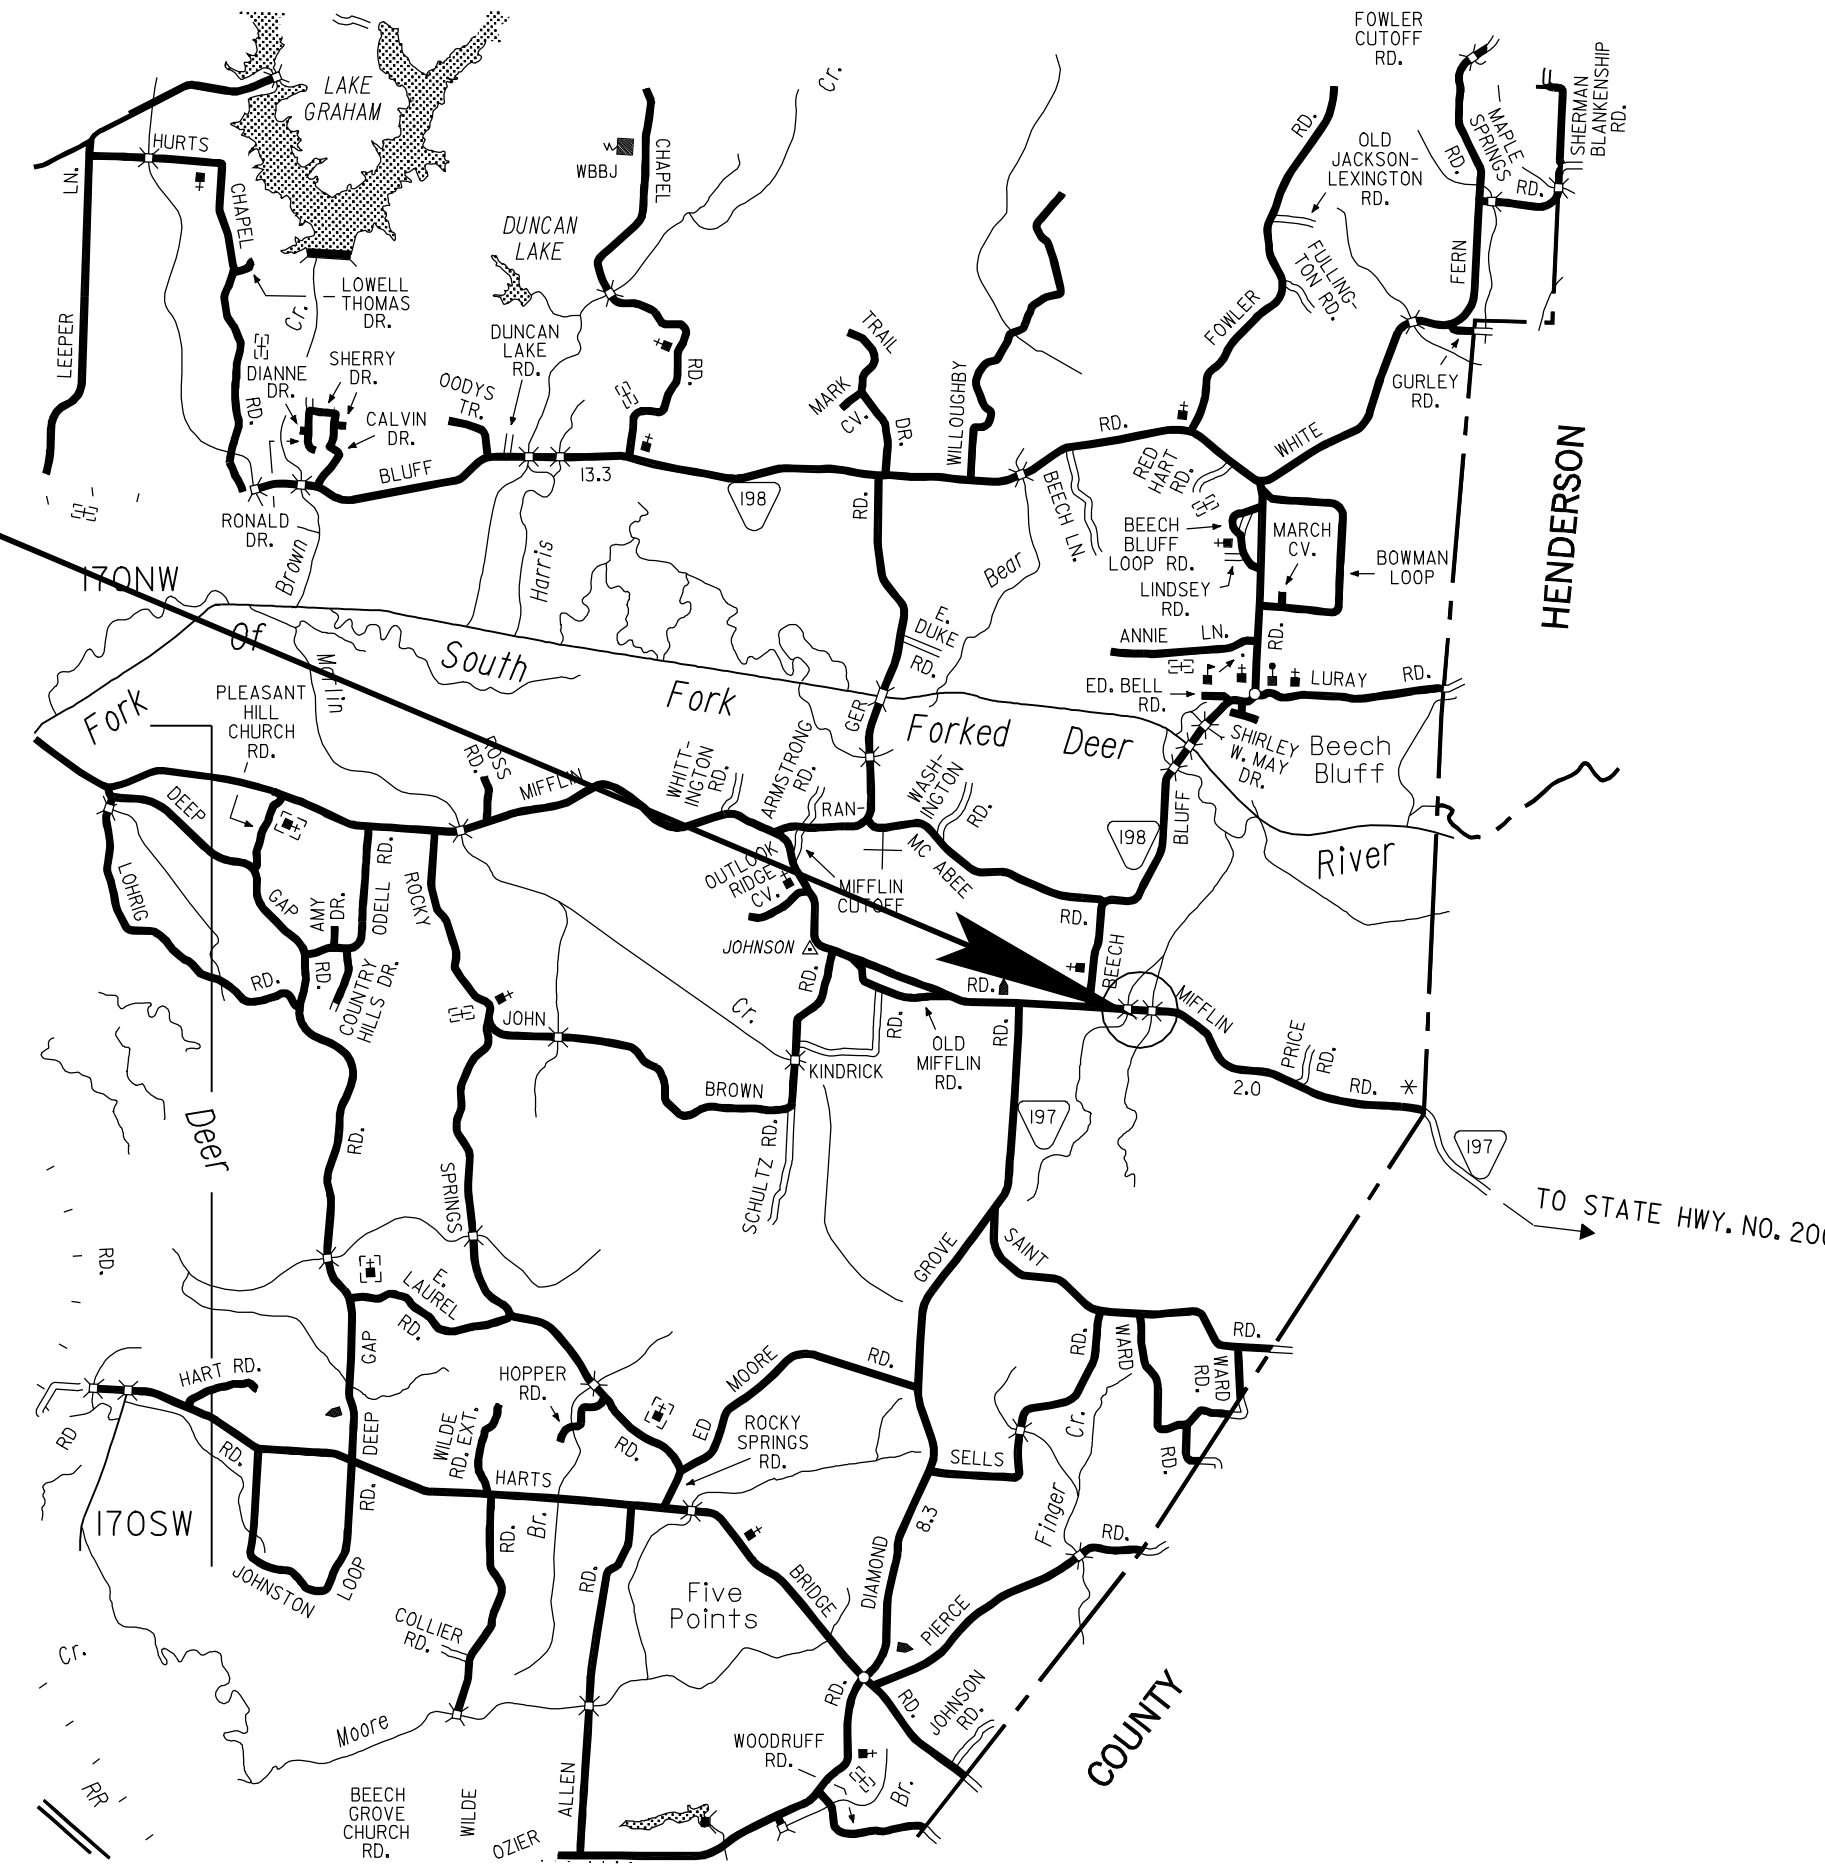 FOWLER
CUTOFF
RD.
SHERMAN
BLANKENSHIP
RD.
LAKE
GRAHAM
Cr.
MAPLE
SPRINGS
RD.
RD.
RD.
OLD
JACKSON-
LEXINGTON
RD.
HURTS
LN.
CHAPEL
WBBJ
CHAPEL
DUNCAN
LAKE
LOWELL
THOMAS
DR.
Cr.
FULLING-
TON RD.
FERN
FOWLER
LEEPER
DUNCAN
LAKE
RD.
TRAIL
SHERRY
DR.
DIANNE
DR.
OODYS
TR.
RD.
MARK
CV.
WILLOUGHBY
GURLEY
RD.
CALVIN
DR.
RD.
DR.
RD.
WHITE
BLUFF
13.3
198
RD.
RED
HART
RD.
BEECH LN.
HENDERSON
RONALD
DR.
BEECH
BLUFF
LOOP RD.
MARCH
CV.
BOWMAN
LOOP
Brown
Harris
Bear
170NW
LINDSEY
RD.
Of
South
E.
DUKE
RD.
ANNIE LN.
RD.
Marlin
PLEASANT
HILL
CHURCH
RD.
Fork
Fork
ED. BELL
RD.
LURAY RD.
GER
Forked
Deer
SHIRLEY
W. MAY
DR.
Beech
Bluff
ROSS
RD.
MIFFLIN
WHITT-
INGTON
RD.
ARMSTRONG
RD.
RAN-
WASH-
INGTON
RD.
BLUFF
198
DEEP
River
LOHRIG
ROCKY
ODELL RD.
GAP
AMY
DR.
OUTLOOK
RIDGE
CV.
MIFFLIN
CUTOFF
MC ABEE
RD.
JOHNSON
BEECH
RD.
RD.
COUNTRY
HILLS DR.
RD.
RD.
MIFFLIN
JOHN
Cr.
RD.
OLD
MIFFLIN
RD.
RD.
PRICE
RD.
KINDRICK
BROWN
2.0
RD.
*
Deer
RD.
SCHULTZ RD.
197
197
SPRINGS
TO STATE HWY. NO. 20
RD.
GROVE
SAINT
E.
LAUREL
RD.
GAP
RD.
WARD
RD.
WARD
RD.
HART RD.
HOPPER
RD.
MOORE
RD.
ED
RD
RD.
DEEP
WILDE
RD. EXT.
RD.
ROCKY
SPRINGS
RD.
Cr.
RD.
SELLS
HARTS
RD.
170SW
RD.
Br.
8.3
Finger
RD.
JOHNSTON
LOOP
RD.
BRIDGE
DIAMOND
Five
Points
COLLIER
RD.
PIERCE
Cr.
RD.
RD.
JOHNSON
RD.
COUNTY
Moore
WOODRUFF
RD.
RR
BEECH
GROVE
CHURCH
RD.
WILDE
ALLEN
OZIER
Br.